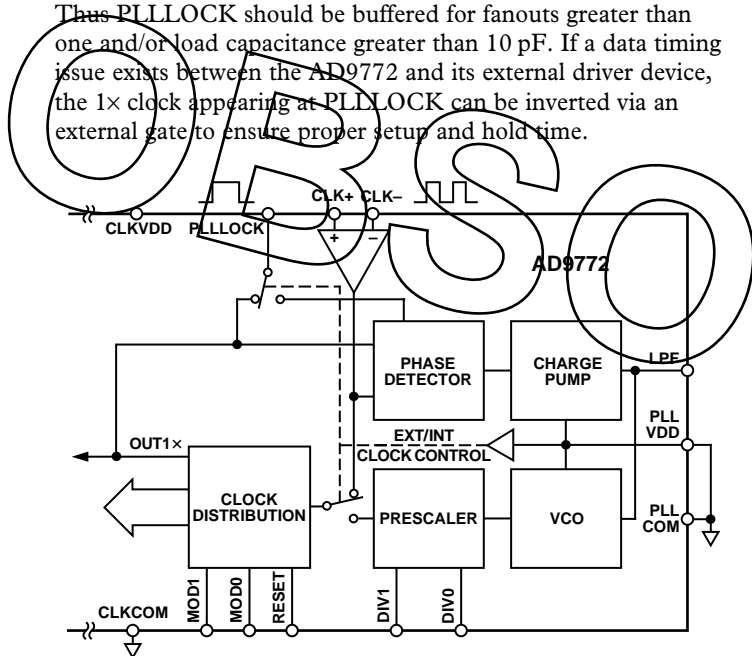 Thus PLLLOCK should be buffered for fanouts greater than
one and/or load capacitance greater than 10 pF. If a data timing
issue exists between the AD9772 and its external driver device,
the 1× clock appearing at PLLLOCK can be inverted via an
external gate to ensure proper setup and hold time.
OBSO
CLK+ CLK–
CLKVDD PLLLOCK
+ –
AD9772
PHASE
DETECTOR
CHARGE
PUMP
LPF
PLL
VDD
OUT1×
EXT/INT
CLOCK CONTROL
CLOCK
DISTRIBUTION
PRESCALER
VCO
PLL
COM
CLKCOM
MOD1
MOD0
RESET
DIV1
DIV0